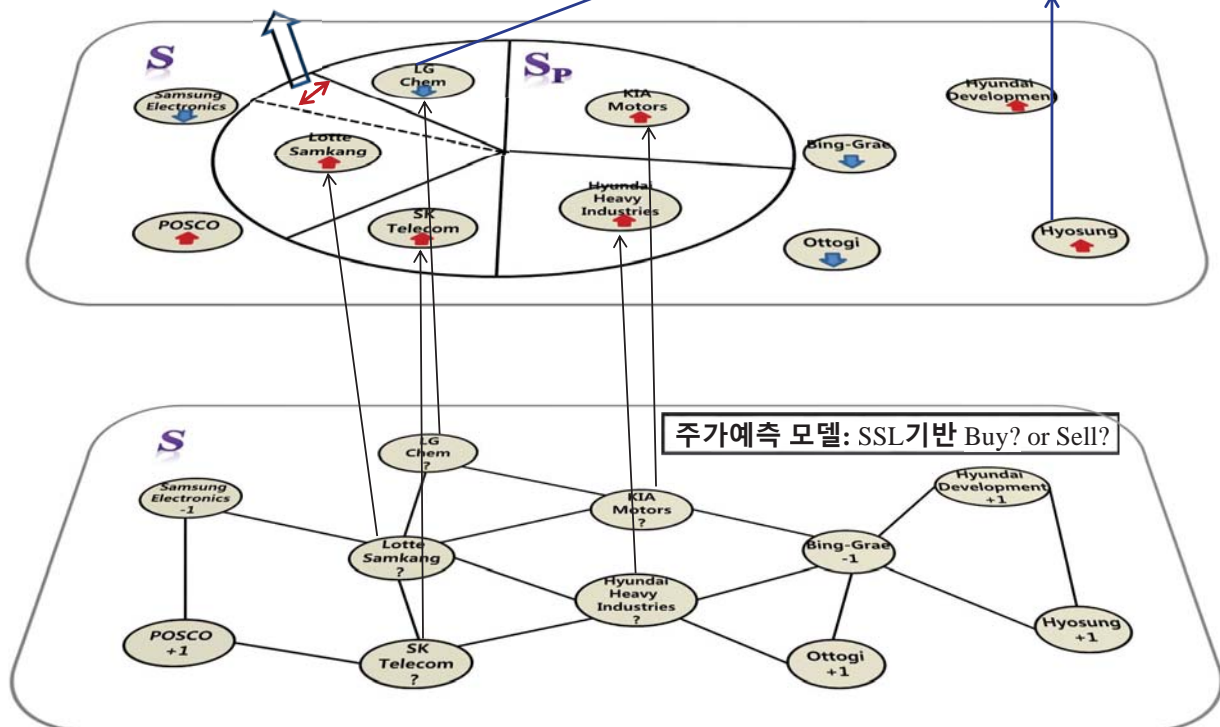 S
S_P
LG
Chem
Samsung
Electronics
KIA
Motors
Hyundai
Development
Lotte
Samkang
Bing-Grae
Hyundai
Heavy
Industries
SK
Telecom
POSCO
Ottogi
Hyosung
S
주가예측 모델: SSL기반 Buy? or Sell?
LG
Chem
?
Samsung
Electronics
-1
KIA
Motors
?
Hyundai
Development
+1
Lotte
Samkang
?
Bing-Grae
-1
Hyundai
Heavy
Industries
?
POSCO
+1
SK
Telecom
?
Ottogi
+1
Hyosung
+1